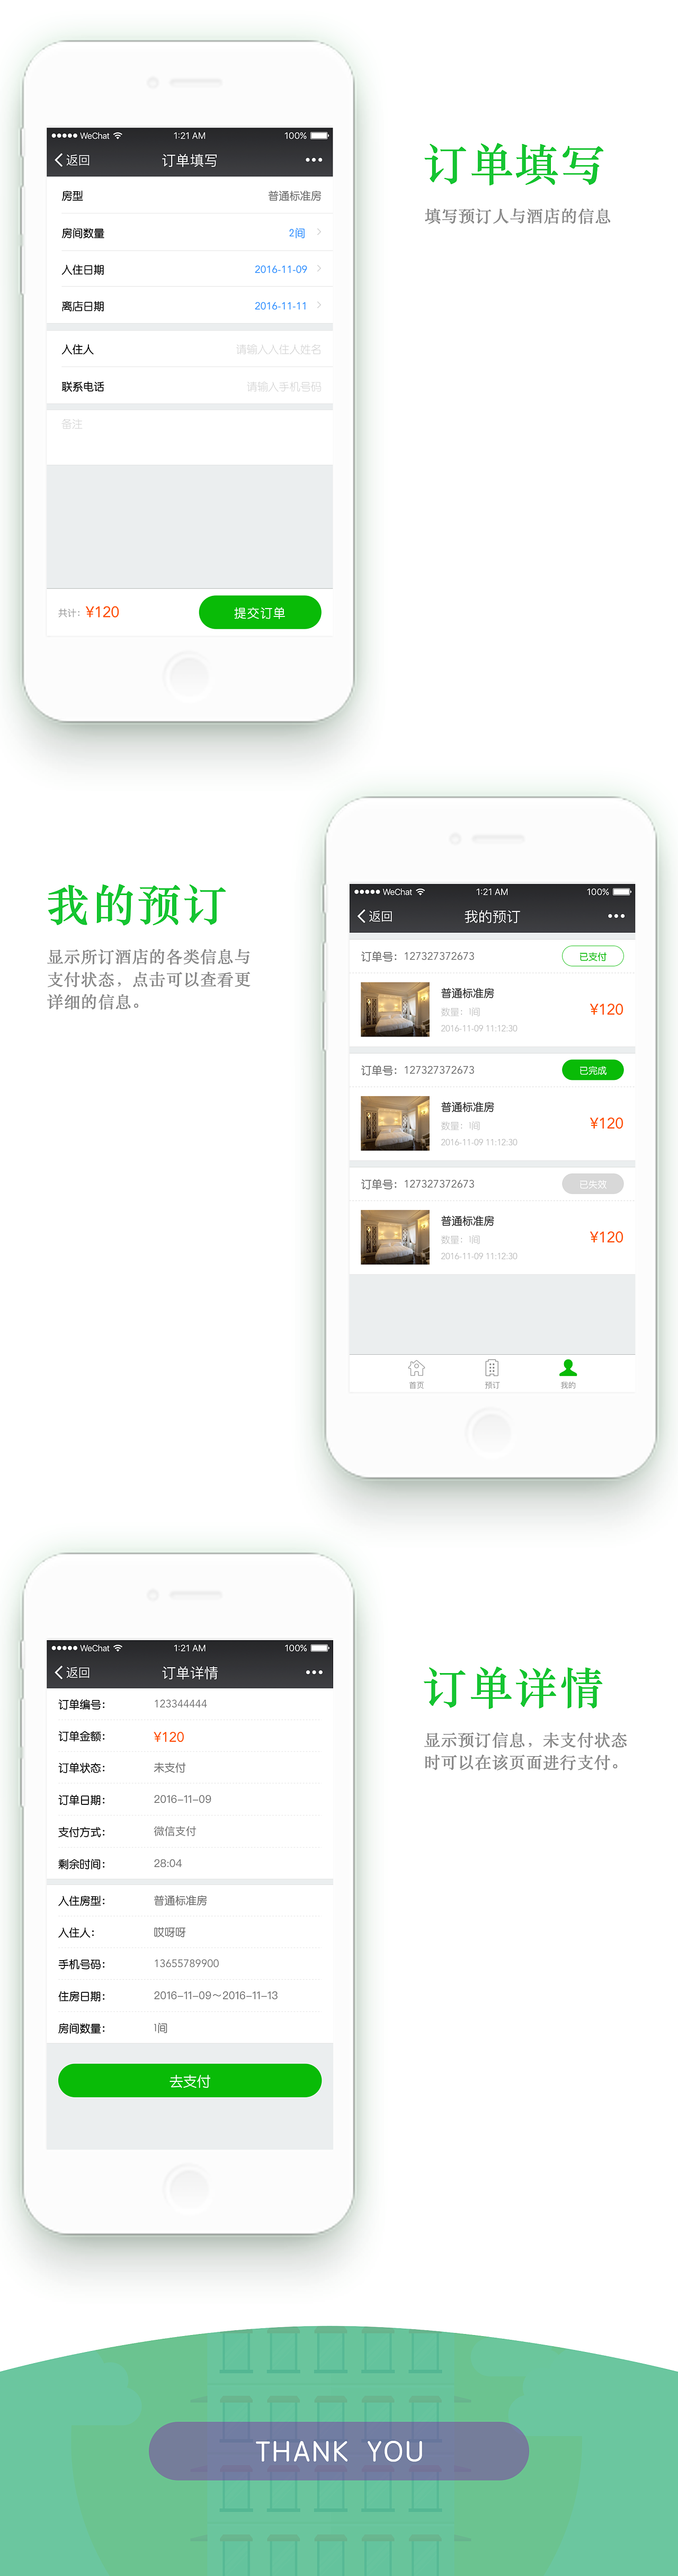 WeChat 1:21 AM 100%
返回 订单填写
房型 普通标准房
房间数量 2间
入住日期 2016-11-09
离店日期 2016-11-11
入住人 请输入入住人姓名
联系电话 请输入手机号码
备注
共计：¥120 提交订单
订单填写
填写预订人与酒店的信息
我的预订
显示所订酒店的各类信息与
支付状态，点击可以查看更
详细的信息。
WeChat 1:21 AM 100%
返回 我的预订
订单号：127327372673 已支付
普通标准房
数量：1间
¥120
2016-11-09 11:12:30
订单号：127327372673 已完成
普通标准房
数量：1间
¥120
2016-11-09 11:12:30
订单号：127327372673 已失效
普通标准房
数量：1间
¥120
2016-11-09 11:12:30
首页 预订 我的
WeChat 1:21 AM 100%
返回 订单详情
订单编号： 123344444
订单金额： ¥120
订单状态： 未支付
订单日期： 2016-11-09
支付方式： 微信支付
剩余时间： 28:04
入住房型： 普通标准房
入住人： 哎呀呀
手机号码： 13655789900
住房日期： 2016-11-09～2016-11-13
房间数量： 1间
去支付
订单详情
显示预订信息，未支付状态
时可以在该页面进行支付。
THANK YOU